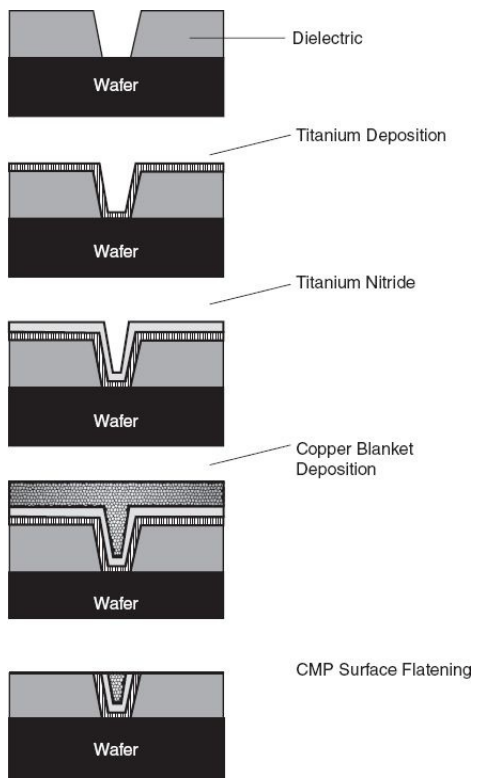 Dielectric
Wafer
Titanium Deposition
Wafer
Titanium Nitride
Wafer
Copper Blanket
Deposition
Wafer
CMP Surface Flatening
Wafer